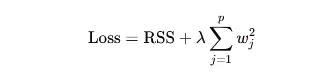 Loss = RSS + λ ∑_{j=1}^{p} w_j^2